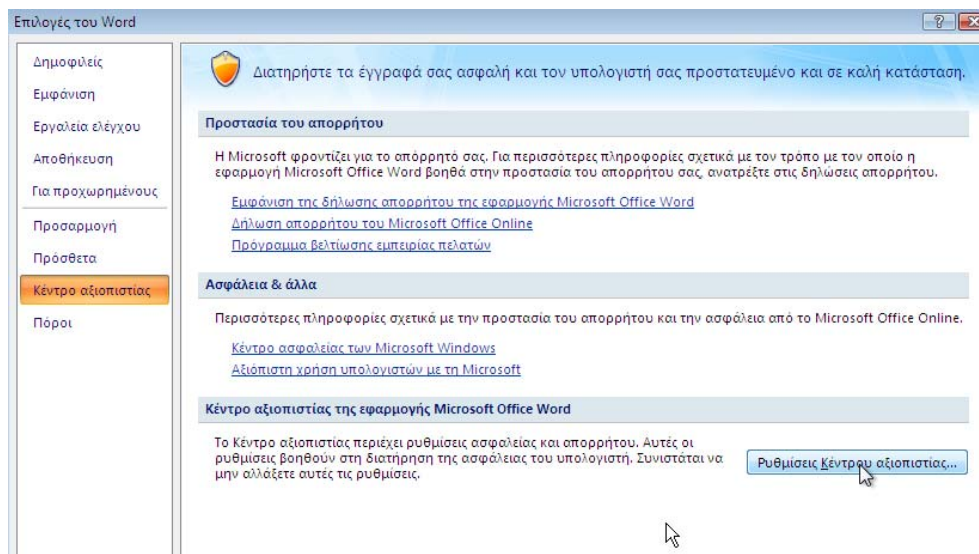 Επιλογές του Word
Δημοφιλείς
Εμφάνιση
Εργαλεία ελέγχου
Αποθήκευση
Για προχωρημένους
Προσαρμογή
Πρόσθετα
Κέντρο αξιοπιστίας
Πόροι
Διατηρήστε τα έγγραφά σας ασφαλή και τον υπολογιστή σας προστατευμένο και σε καλή κατάσταση.
Προστασία του απορρήτου
Η Microsoft φροντίζει για το απόρρητό σας. Για περισσότερες πληροφορίες σχετικά με τον τρόπο με τον οποίο η
εφαρμογή Microsoft Office Word βοηθά στην προστασία του απορρήτου σας, ανατρέξτε στις δηλώσεις απορρήτου.
Εμφάνιση της δήλωσης απορρήτου της εφαρμογής Microsoft Office Word
Δήλωση απορρήτου του Microsoft Office Online
Πρόγραμμα βελτίωσης εμπειρίας πελατών
Ασφάλεια & άλλα
Περισσότερες πληροφορίες σχετικά με την προστασία του απορρήτου και την ασφάλεια από το Microsoft Office Online.
Κέντρο ασφαλείας των Microsoft Windows
Αξιόπιστη χρήση υπολογιστών με τη Microsoft
Κέντρο αξιοπιστίας της εφαρμογής Microsoft Office Word
Το Κέντρο αξιοπιστίας περιέχει ρυθμίσεις ασφαλείας και απορρήτου. Αυτές οι
ρυθμίσεις βοηθούν στη διατήρηση της ασφάλειας του υπολογιστή. Συνιστάται να
μην αλλάξετε αυτές τις ρυθμίσεις.
Ρυθμίσεις Κέντρου αξιοπιστίας...